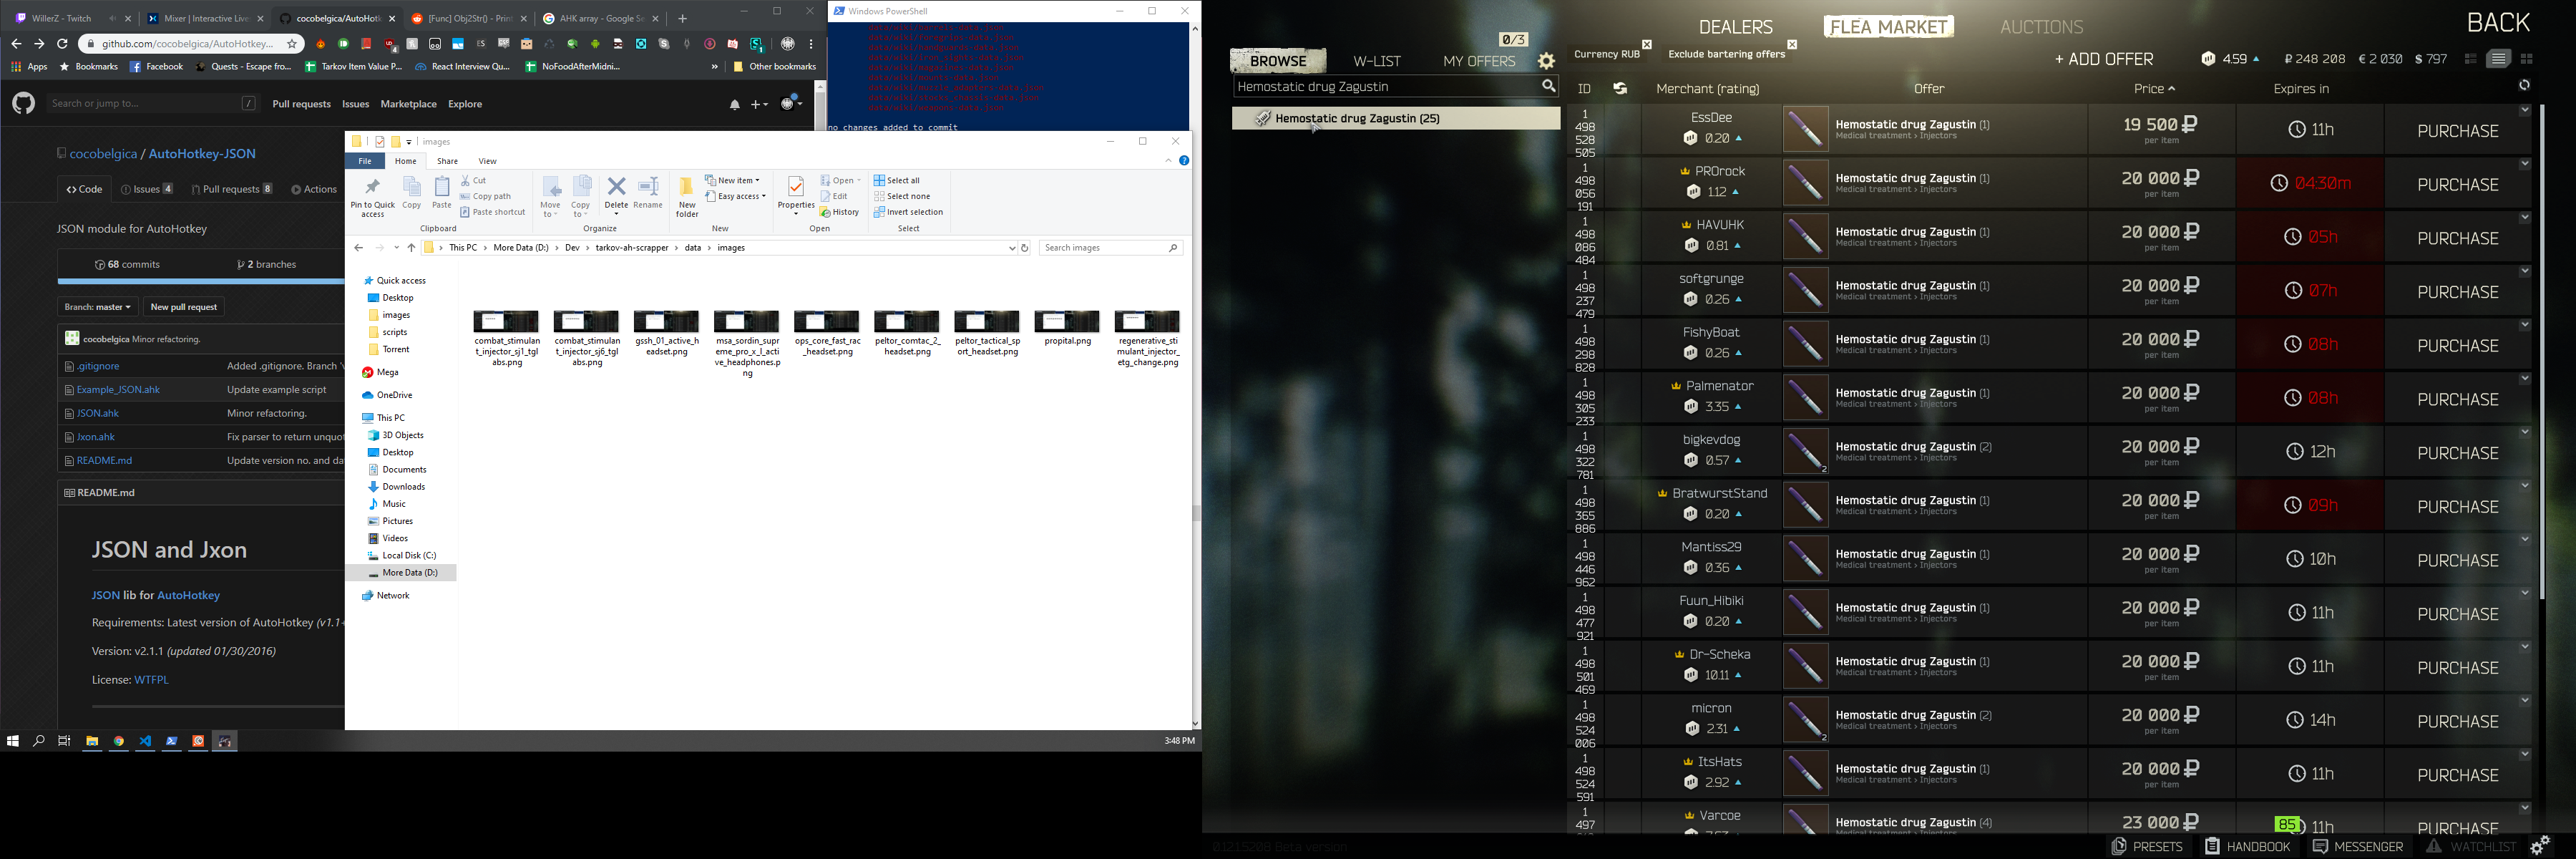 WillerZ - Twitch
Mixer | Interactive Live
cocobelgica/AutoHotk
[Func] Obj2Str() - Print
AHK array - Google Se
github.com/cocobelgica/AutoHotkey...
Apps
Bookmarks
Facebook
Quests - Escape fro...
Tarkov Item Value P...
React Interview Qu...
NoFoodAfterMidni...
»
Other bookmarks
Search or jump to...
/
Pull requests
Issues
Marketplace
Explore
cocobelgica / AutoHotkey-JSON
Code
Issues 4
Pull requests 8
Actions
JSON module for AutoHotkey
68 commits
2 branches
Branch: master
New pull request
cocobelgica Minor refactoring.
.gitignore
Added .gitignore. Branch
Example_JSON.ahk
Update example script
JSON.ahk
Minor refactoring.
Jxon.ahk
Fix parser to return unquot
README.md
Update version no. and da
README.md
JSON and Jxon
JSON lib for AutoHotkey
Requirements: Latest version of AutoHotkey (v1.1+
Version: v2.1.1 (updated 01/30/2016)
License: WTFPL
Windows PowerShell
no changes added to commit
images
File
Home
Share
View
Pin to Quick access
Copy
Paste
Cut
Copy path
Paste shortcut
Clipboard
Move to
Copy to
Delete
Rename
Organize
New folder
New item
Easy access
New
Properties
Open
Edit
History
Open
Select all
Select none
Invert selection
Select
This PC > More Data (D:) > Dev > tarkov-ah-scrapper > data > images
Search images
Quick access
Desktop
images
scripts
Torrent
Mega
OneDrive
This PC
3D Objects
Desktop
Documents
Downloads
Music
Pictures
Videos
Local Disk (C:)
More Data (D:)
Network
combat_stimulant_injector_sj1_tglabs.png
combat_stimulant_injector_sj6_tglabs.png
gssh_01_active_headset.png
msa_sordin_supreme_pro_x_l_active_headphones.png
ops_core_fast_rac_headset.png
peltor_comtac_2_headset.png
peltor_tactical_sport_headset.png
propital.png
regenerative_stimulant_injector_etg_change.png
3:48 PM
DEALERS
FLEA MARKET
AUCTIONS
BACK
0/3
BROWSE
W-LIST
MY OFFERS
Currency RUB
Exclude bartering offers
+ ADD OFFER
4.59
₽ 248 208
€ 2 030
$ 797
Hemostatic drug Zagustin
Hemostatic drug Zagustin (25)
ID
Merchant (rating)
Offer
Price
Expires in
1 498 528 505
EssDee
0.20
Hemostatic drug Zagustin (1)
Medical treatment > Injectors
19 500 ₽
per item
11h
PURCHASE
1 498 056 191
PROrock
1.12
Hemostatic drug Zagustin (1)
Medical treatment > Injectors
20 000 ₽
per item
04:30m
PURCHASE
1 498 086 484
HAVUHK
0.81
Hemostatic drug Zagustin (1)
Medical treatment > Injectors
20 000 ₽
per item
05h
PURCHASE
1 498 237 479
softgrunge
0.26
Hemostatic drug Zagustin (1)
Medical treatment > Injectors
20 000 ₽
per item
07h
PURCHASE
1 498 298 828
FishyBoat
0.26
Hemostatic drug Zagustin (1)
Medical treatment > Injectors
20 000 ₽
per item
08h
PURCHASE
1 498 305 233
Palmenator
3.35
Hemostatic drug Zagustin (1)
Medical treatment > Injectors
20 000 ₽
per item
08h
PURCHASE
1 498 322 781
bigkevdog
0.57
2
Hemostatic drug Zagustin (2)
Medical treatment > Injectors
20 000 ₽
per item
12h
PURCHASE
1 498 365 886
BratwurstStand
0.20
Hemostatic drug Zagustin (1)
Medical treatment > Injectors
20 000 ₽
per item
09h
PURCHASE
1 498 446 962
Mantiss29
0.36
Hemostatic drug Zagustin (1)
Medical treatment > Injectors
20 000 ₽
per item
10h
PURCHASE
1 498 477 921
Fuun_Hibiki
0.20
Hemostatic drug Zagustin (1)
Medical treatment > Injectors
20 000 ₽
per item
11h
PURCHASE
1 498 501 469
Dr-Scheka
10.11
Hemostatic drug Zagustin (1)
Medical treatment > Injectors
20 000 ₽
per item
11h
PURCHASE
1 498 524 006
micron
2.31
2
Hemostatic drug Zagustin (2)
Medical treatment > Injectors
20 000 ₽
per item
14h
PURCHASE
1 498 524 591
ItsHats
2.92
Hemostatic drug Zagustin (1)
Medical treatment > Injectors
20 000 ₽
per item
11h
PURCHASE
1 497
Varcoe
Hemostatic drug Zagustin (4)
23 000 ₽
85
11h
PURCHASE
01215208 Beta version
PRESETS
HANDBOOK
MESSENGER
WATCHLIST